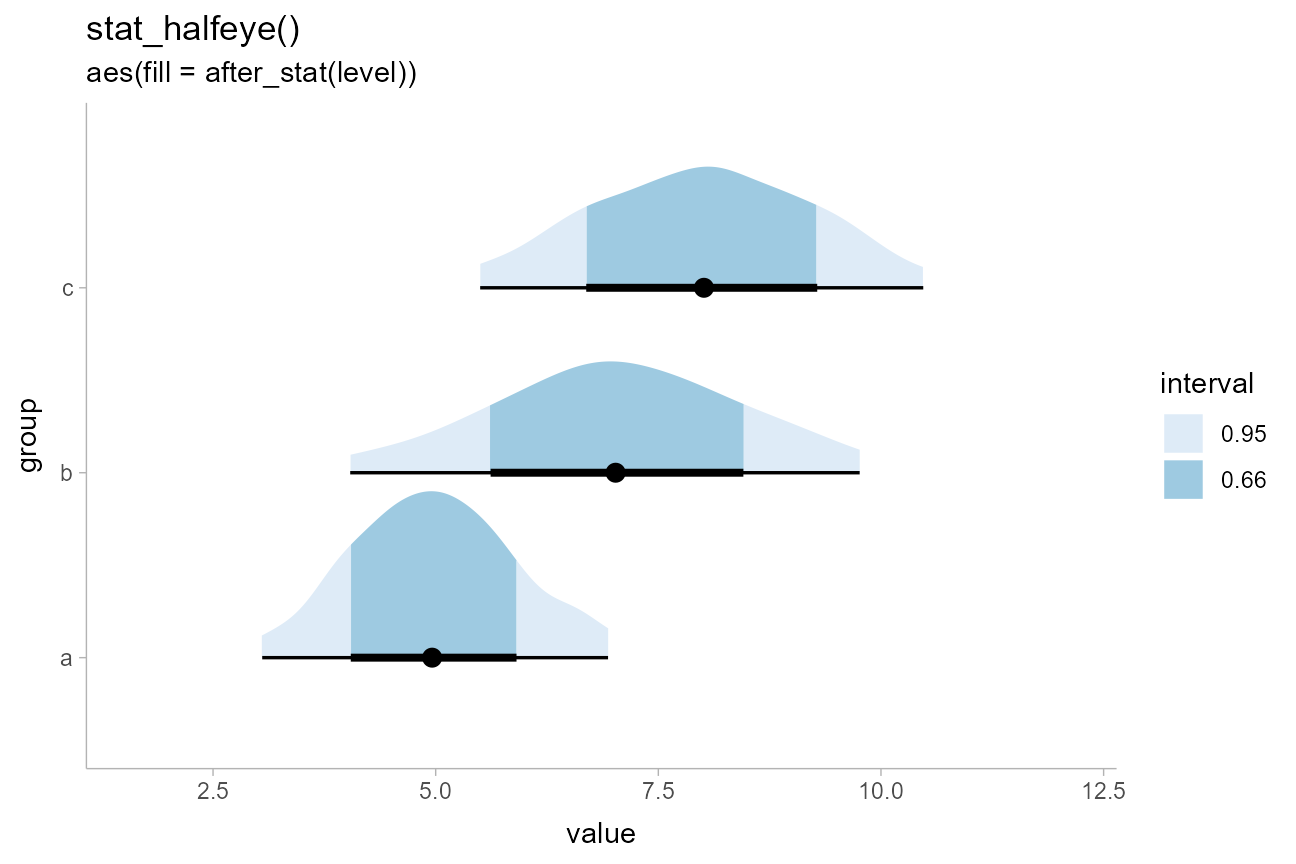 stat_halfeye()
aes(fill = after_stat(level))
group
c
b
a
2.5
5.0
7.5
10.0
12.5
value
interval
0.95
0.66